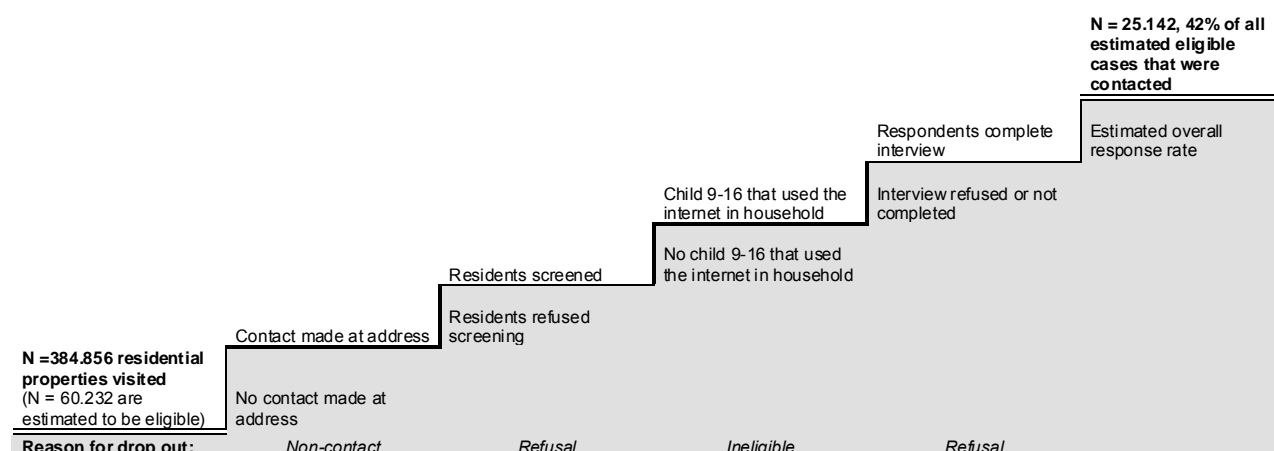 N = 25.142, 42% of all
estimated eligible
cases that were
contacted
Respondents complete
interview
Estimated overall
response rate
Child 9-16 that used the
internet in household
Interview refused or not
completed
No child 9-16 that used
the internet in household
Residents screened
Residents refused
screening
Contact made at address
N =384.856 residential
properties visited
(N = 60.232 are
estimated to be eligible)
No contact made at
address
Reason for drop out:
Non-contact
Refusal
Ineligible
Refusal